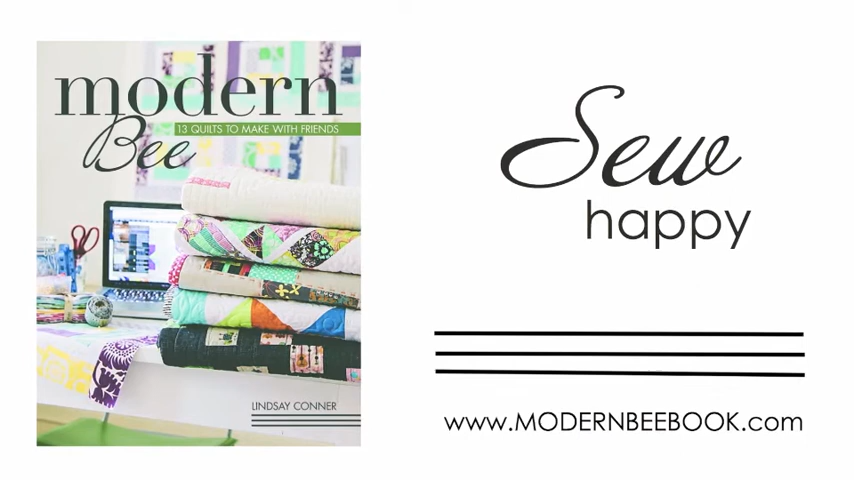 modern
Bee
13 QUILTS TO MAKE WITH FRIENDS
LINDSAY CONNER
Sew
happy
www.MODERNBEEBOOK.com